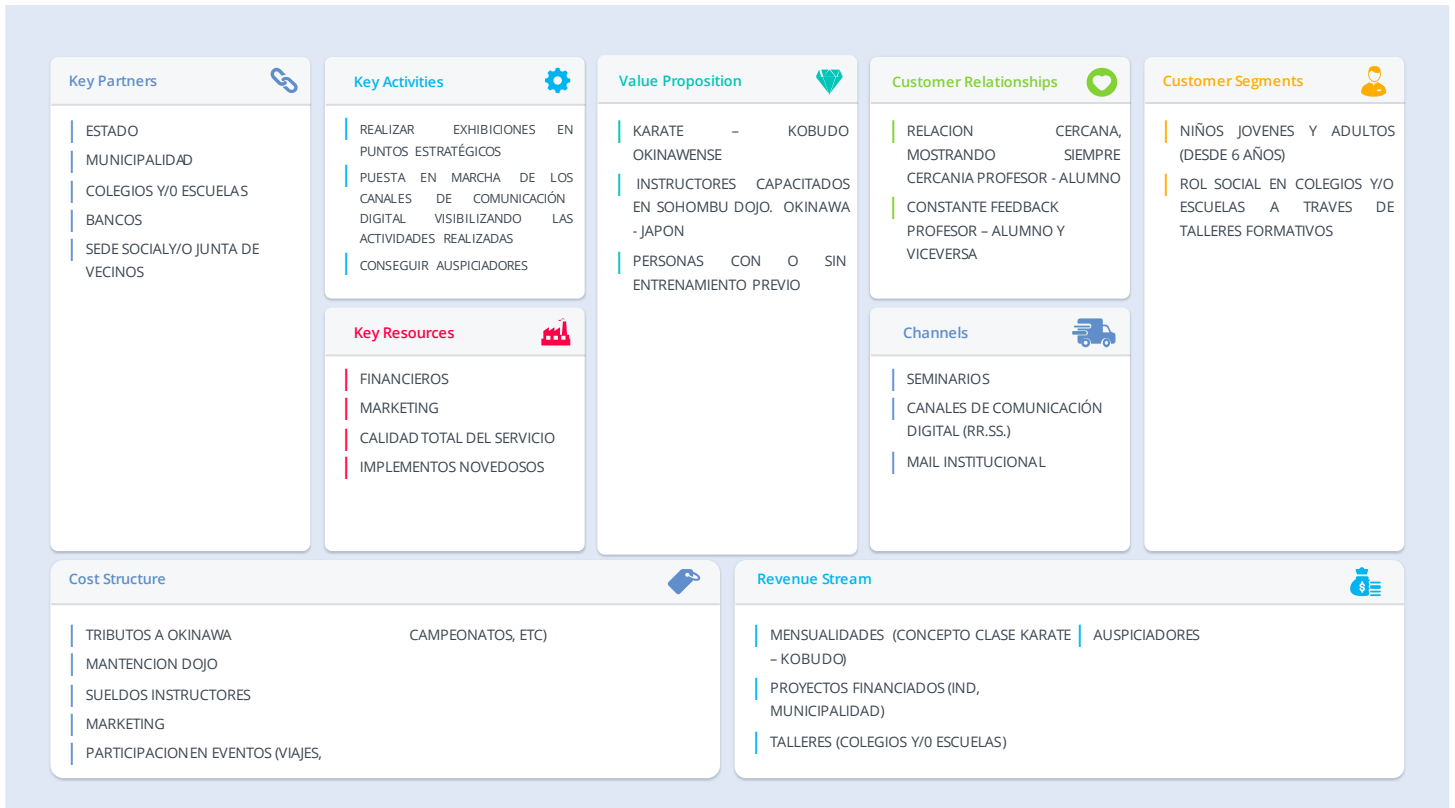 Key Partners
ESTADO
MUNICIPALIDAD
COLEGIOS Y/0 ESCUELAS
BANCOS
SEDE SOCIALY/O JUNTA DE
VECINOS
Key Activities
REALIZAR EXHIBICIONES EN
PUNTOS ESTRATÉGICOS
PUESTA EN MARCHA DE LOS
CANALES DE COMUNICACIÓN
DIGITAL VISIBILIZANDO LAS
ACTIVIDADES REALIZADAS
CONSEGUIR AUSPICIADORES
Key Resources
FINANCIEROS
MARKETING
CALIDAD TOTAL DEL SERVICIO
IMPLEMENTOS NOVEDOSOS
Value Proposition
KARATE – KOBUDO
OKINAWENSE
INSTRUCTORES CAPACITADOS
EN SOHOMBU DOJO. OKINAWA
- JAPON
PERSONAS CON O SIN
ENTRENAMIENTO PREVIO
Customer Relationships
RELACION CERCANA,
MOSTRANDO SIEMPRE
CERCANIA PROFESOR - ALUMNO
CONSTANTE FEEDBACK
PROFESOR – ALUMNO Y
VICEVERSA
Channels
SEMINARIOS
CANALES DE COMUNICACIÓN
DIGITAL (RR.SS.)
MAIL INSTITUCIONAL
Customer Segments
NIÑOS JOVENES Y ADULTOS
(DESDE 6 AÑOS)
ROL SOCIAL EN COLEGIOS Y/O
ESCUELAS A TRAVES DE
TALLERES FORMATIVOS
Cost Structure
TRIBUTOS A OKINAWA
MANTENCION DOJO
SUELDOS INSTRUCTORES
MARKETING
PARTICIPACION EN EVENTOS (VIAJES,
CAMPEONATOS, ETC)
Revenue Stream
MENSUALIDADES (CONCEPTO CLASE KARATE
– KOBUDO)
PROYECTOS FINANCIADOS (IND,
MUNICIPALIDAD)
TALLERES (COLEGIOS Y/0 ESCUELAS)
AUSPICIADORES